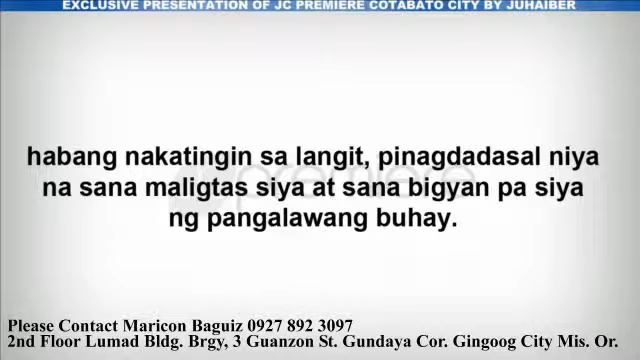 EXCLUSIVE PRESENTATION OF JC PREMIERE COTABATO CITY BY JUHAIBER
habang nakatingin sa langit, pinagdadasal niya
na sana maligtas siya at sana bigyan pa siya
ng pangalawang buhay.
premiere
Please Contact Maricon Baguiz 0927 892 3097
2nd Floor Lumad Bldg. Brgy, 3 Guanzon St. Gundaya Cor. Gingoog City Mis. Or.